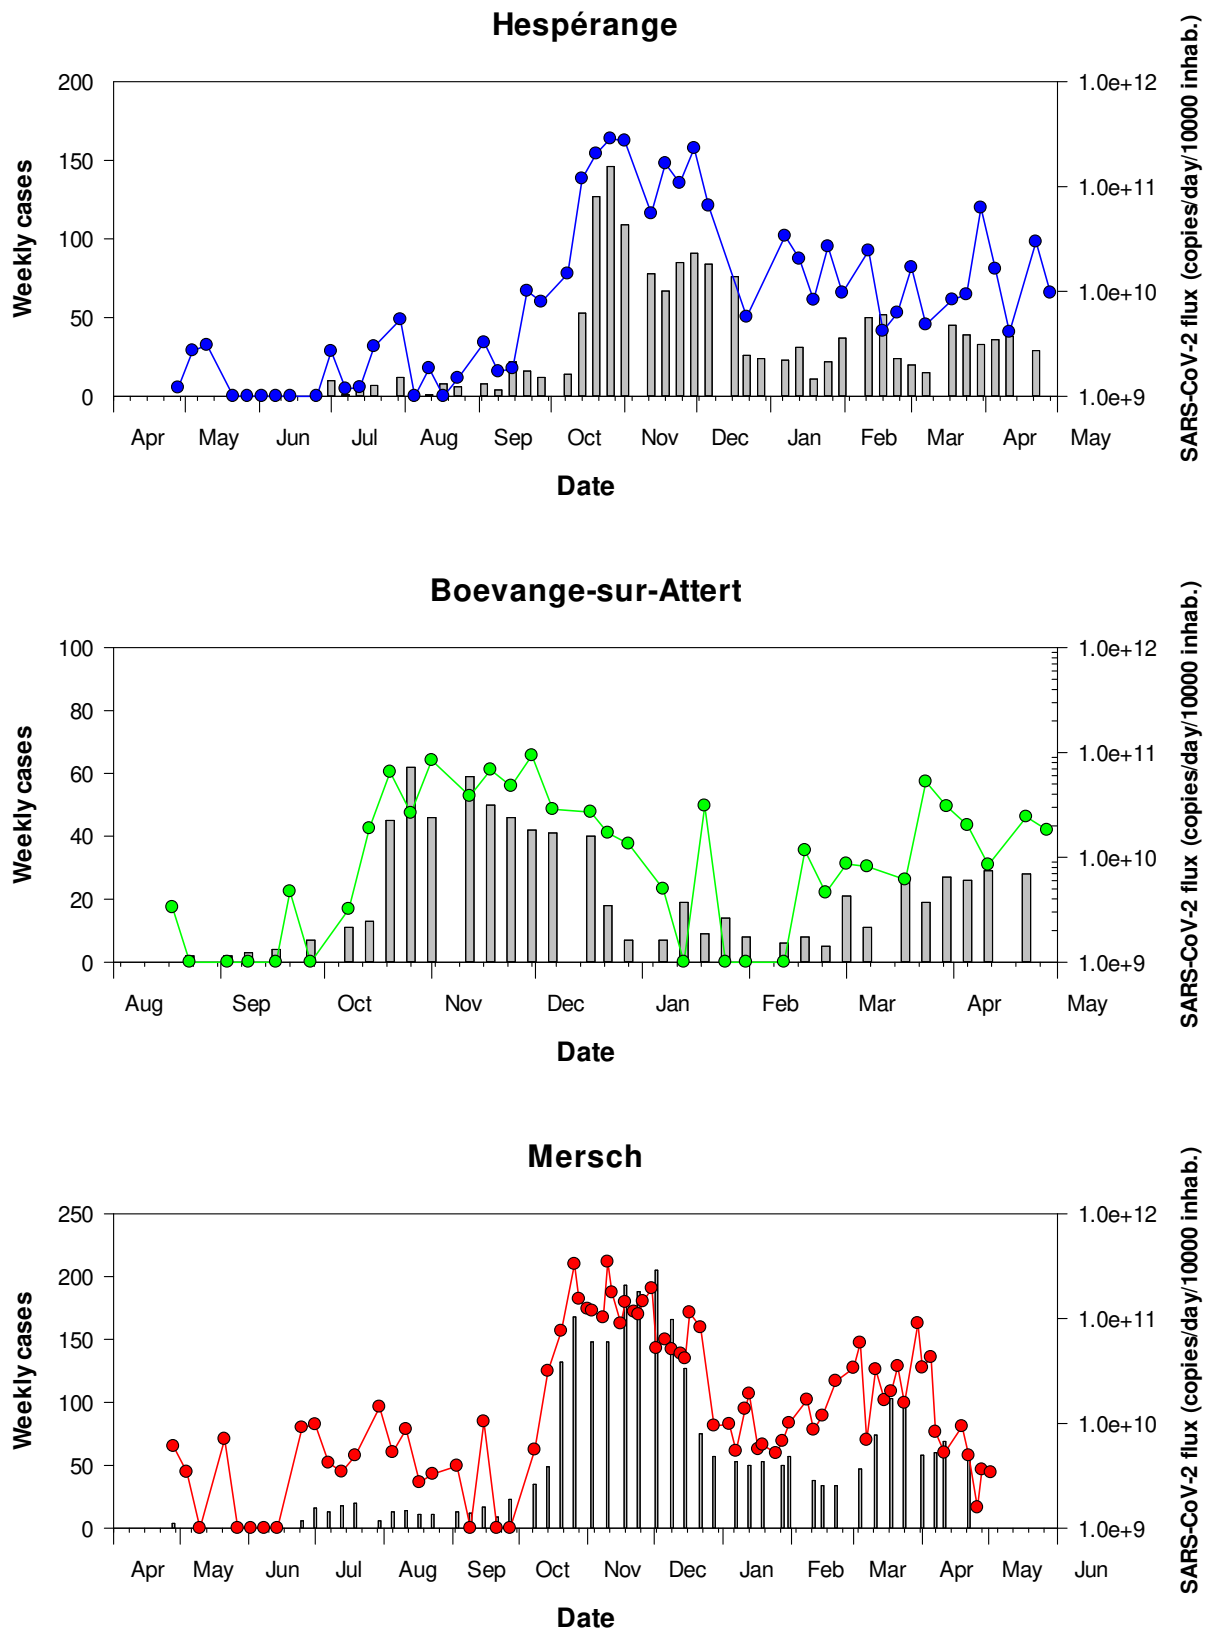 Hespérange
Weekly cases
SARS-CoV-2 flux (copies/day/10000 inhab.)
200 1.0e+12
150
1.0e+11
100
1.0e+10
50
0 1.0e+9
Apr May Jun Jul Aug Sep Oct Nov Dec Jan Feb Mar Apr May
Date
Boevange-sur-Attert
Weekly cases
SARS-CoV-2 flux (copies/day/10000 inhab.)
100 1.0e+12
80
1.0e+11
60
40
1.0e+10
20
0 1.0e+9
Aug Sep Oct Nov Dec Jan Feb Mar Apr May
Date
Mersch
Weekly cases
SARS-CoV-2 flux (copies/day/10000 inhab.)
250 1.0e+12
200
1.0e+11
150
100
1.0e+10
50
0 1.0e+9
Apr May Jun Jul Aug Sep Oct Nov Dec Jan Feb Mar Apr May Jun
Date